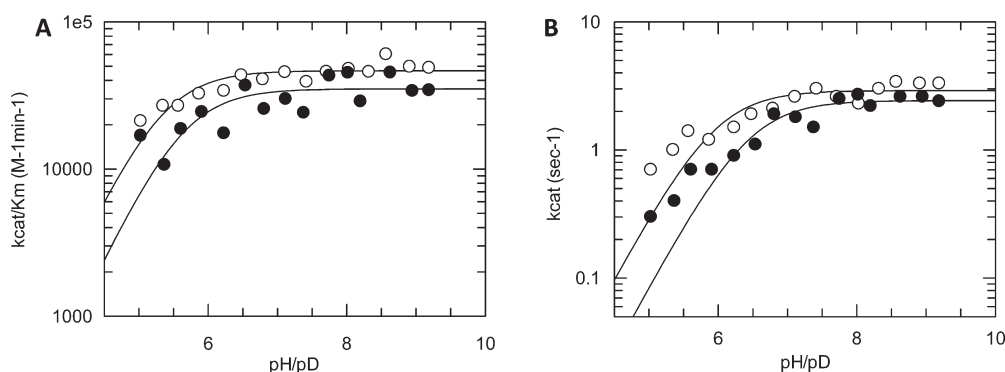 A
1e5
10000
1000
kcat/Km (M-1min-1)
6
8
10
pH/pD
B
10
1
0.1
kcat (sec-1)
6
8
10
pH/pD